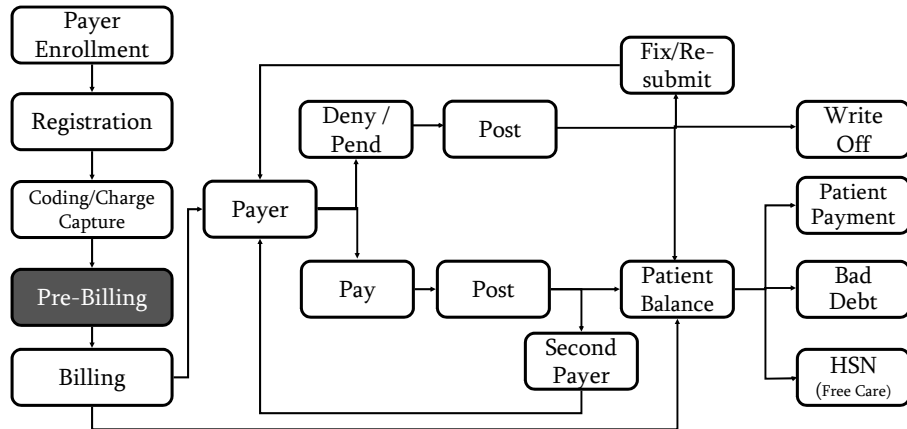 Payer
Enrollment
Registration
Coding/Charge
Capture
Pre-Billing
Billing
Payer
Deny /
Pend
Post
Fix/Re-
submit
Write
Off
Pay
Post
Second
Payer
Patient
Balance
Patient
Payment
Bad
Debt
HSN
(Free Care)